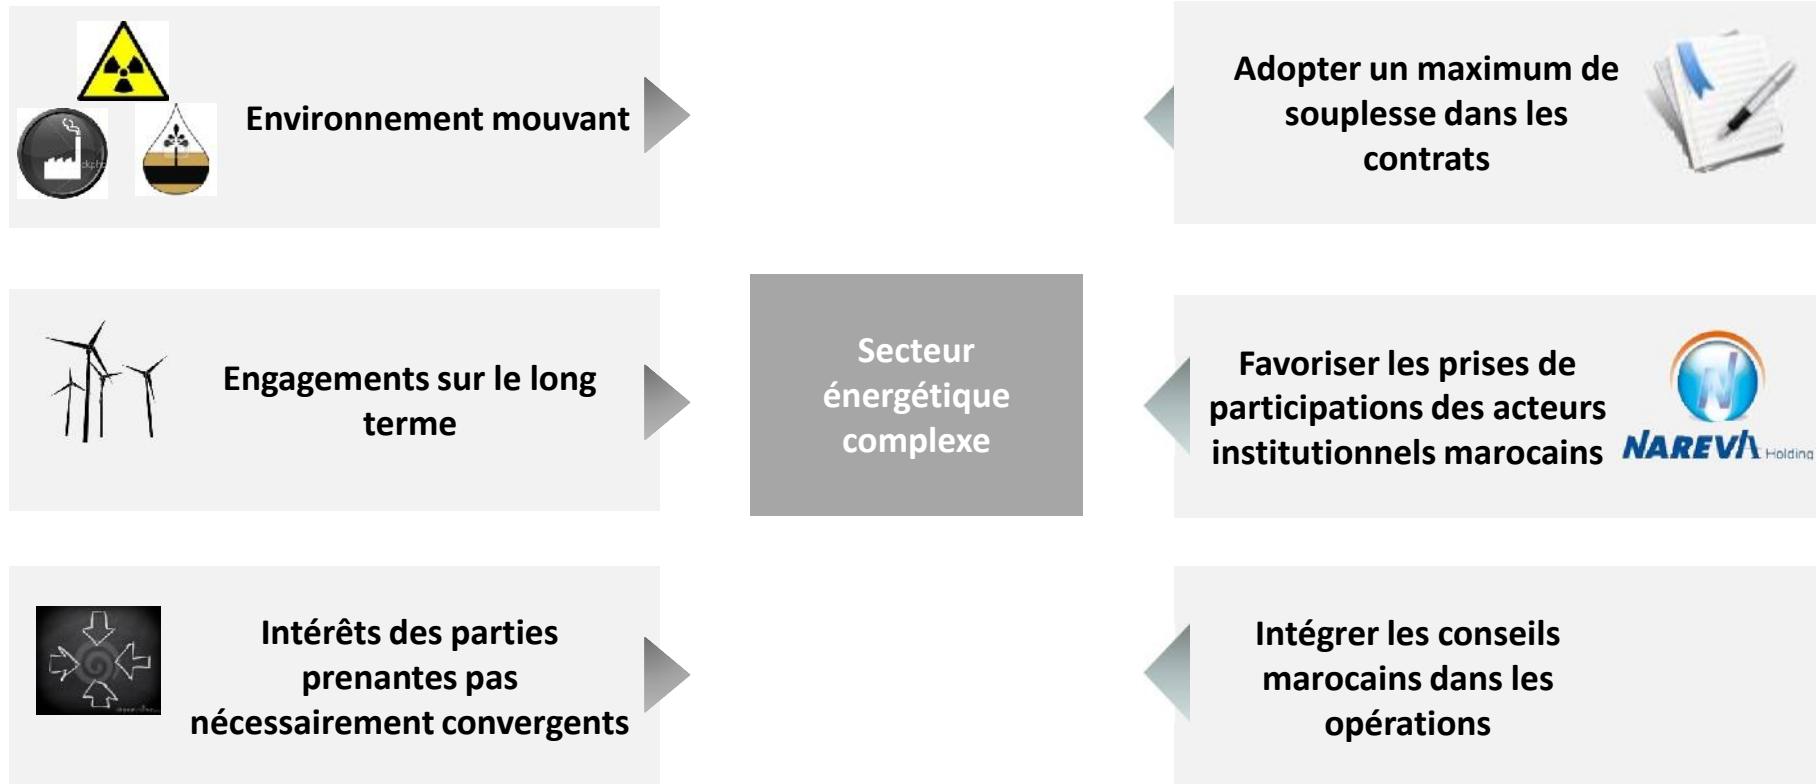 Environnement mouvant
Engagements sur le long
terme
Intérêts des parties
prenantes pas
nécessairement convergents
Secteur
énergétique
complexe
Adopter un maximum de
souplesse dans les
contrats
Favoriser les prises de
participations des acteurs
institutionnels marocains
NAREVA Holding
Intégrer les conseils
marocains dans les
opérations